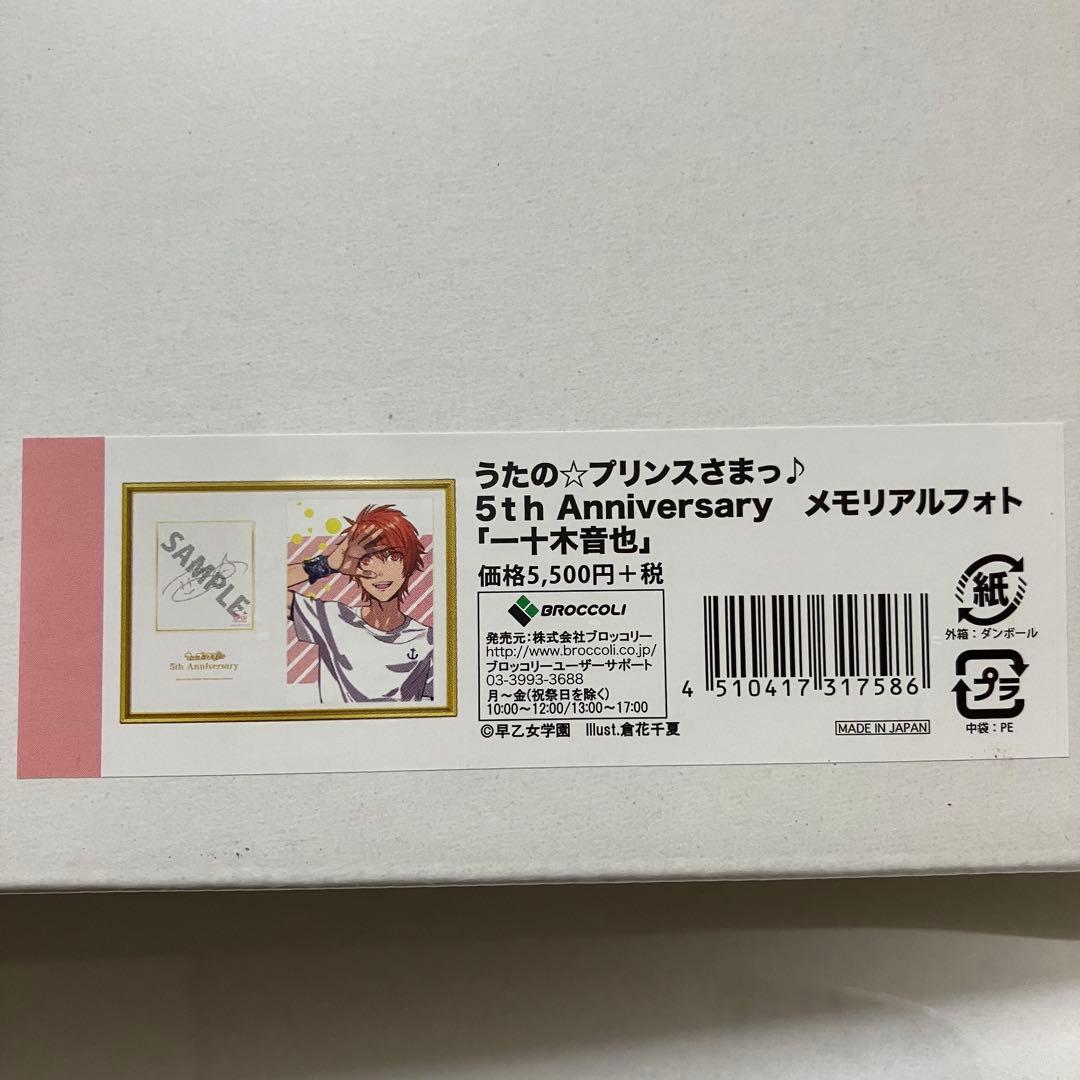 うたの☆プリンスさまっ♪
5th Anniversary　メモリアルフォト
「一十木音也」
価格5,500円＋税
BROCCOLI
発売元：株式会社ブロッコリー
http://www.broccoli.co.jp/
ブロッコリーユーザーサポート
03-3993-3688
月～金(祝祭日を除く)
10:00～12:00/13:00～17:00
©早乙女学園　Illust.倉花千夏
SAMPLE
5th Anniversary
4 510417 317586
MADE IN JAPAN
紙
外箱：ダンボール
プラ
中袋：PE